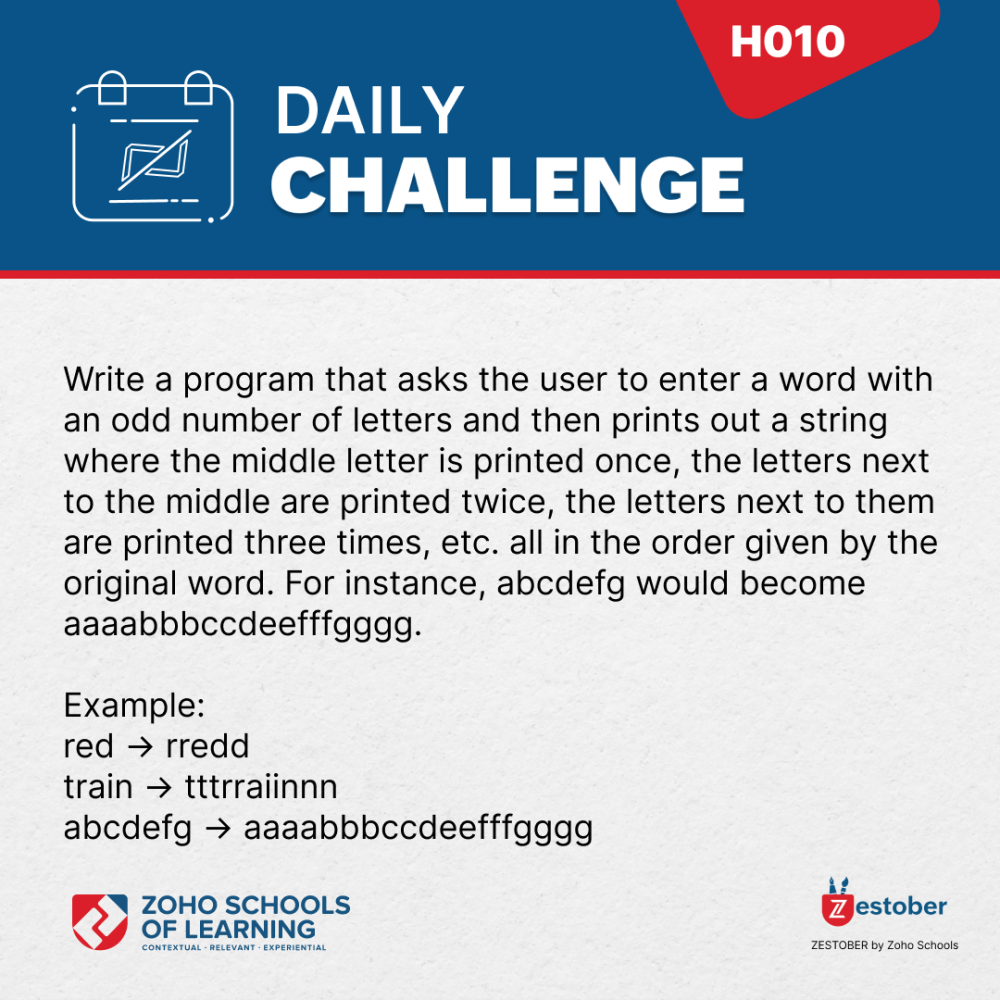 H010
DAILY
CHALLENGE
Write a program that asks the user to enter a word with
an odd number of letters and then prints out a string
where the middle letter is printed once, the letters next
to the middle are printed twice, the letters next to them
are printed three times, etc. all in the order given by the
original word. For instance, abcdefg would become
aaaabbbccdeefffgggg.
Example:
red → rredd
train → tttrraiinnn
abcdefg → aaaabbbccdeefffgggg
ZOHO SCHOOLS
OF LEARNING
CONTEXTUAL · RELEVANT · EXPERIENTIAL
Zestober
ZESTOBER by Zoho Schools